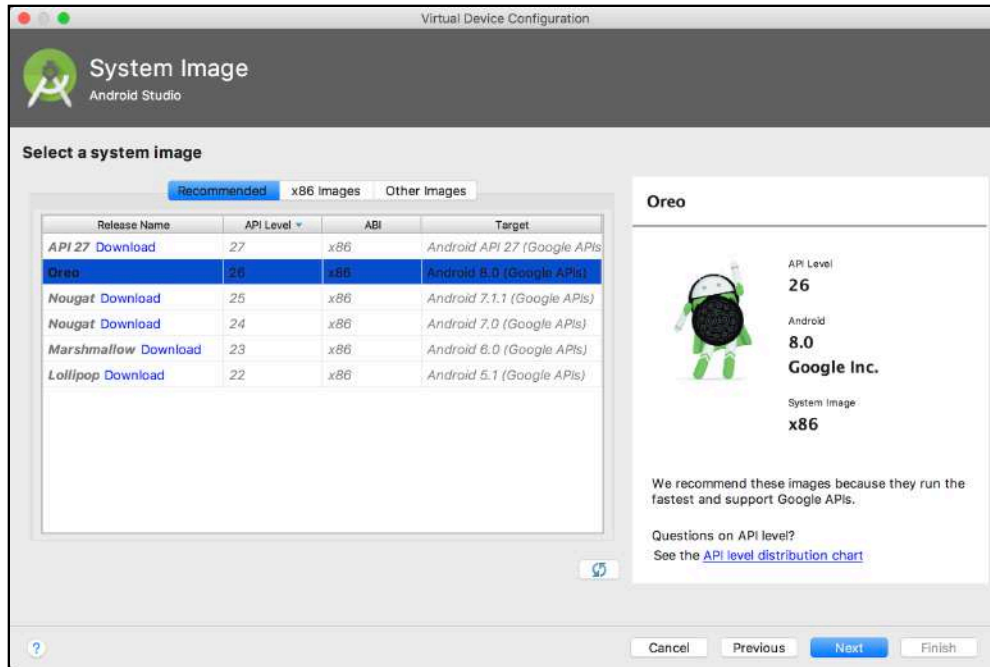 Virtual Device Configuration
System Image
Android Studio
Select a system image
Recommended x86 Images Other Images
Release Name API Level ABI Target
API 27 Download 27 x86 Android API 27 (Google APIs
Oreo 26 x86 Android 8.0 (Google APIs)
Nougat Download 25 x86 Android 7.1.1 (Google APIs)
Nougat Download 24 x86 Android 7.0 (Google APIs)
Marshmallow Download 23 x86 Android 6.0 (Google APIs)
Lollipop Download 22 x86 Android 5.1 (Google APIs)
Oreo
API Level
26
Android
8.0
Google Inc.
System Image
x86
We recommend these images because they run the
fastest and support Google APIs.
Questions on API level?
See the API level distribution chart
? Cancel Previous Next Finish